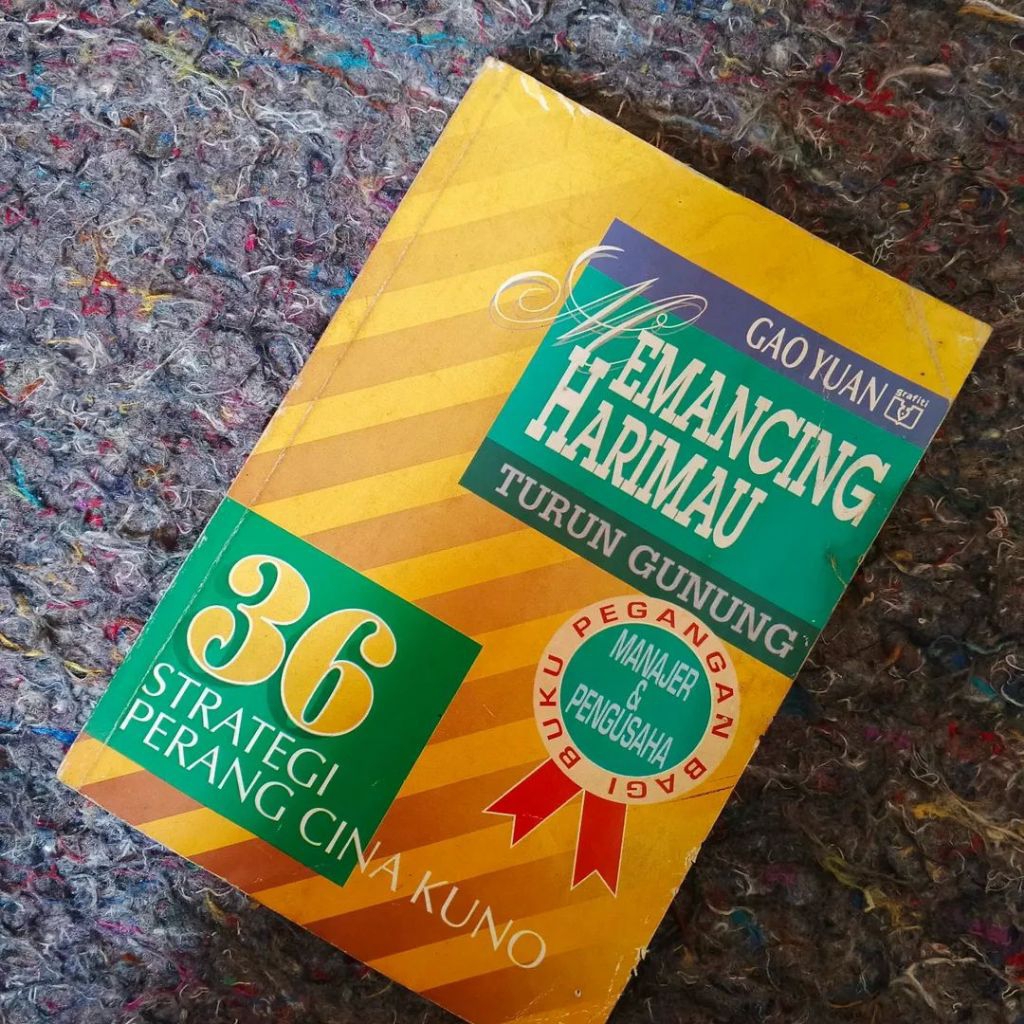 GAO YUAN
grafiti
MEMANCING
HARIMAU
TURUN GUNUNG
BUKU PEGANGAN BAGI
MANAJER
&
PENGUSAHA
36
STRATEGI
PERANG CINA KUNO